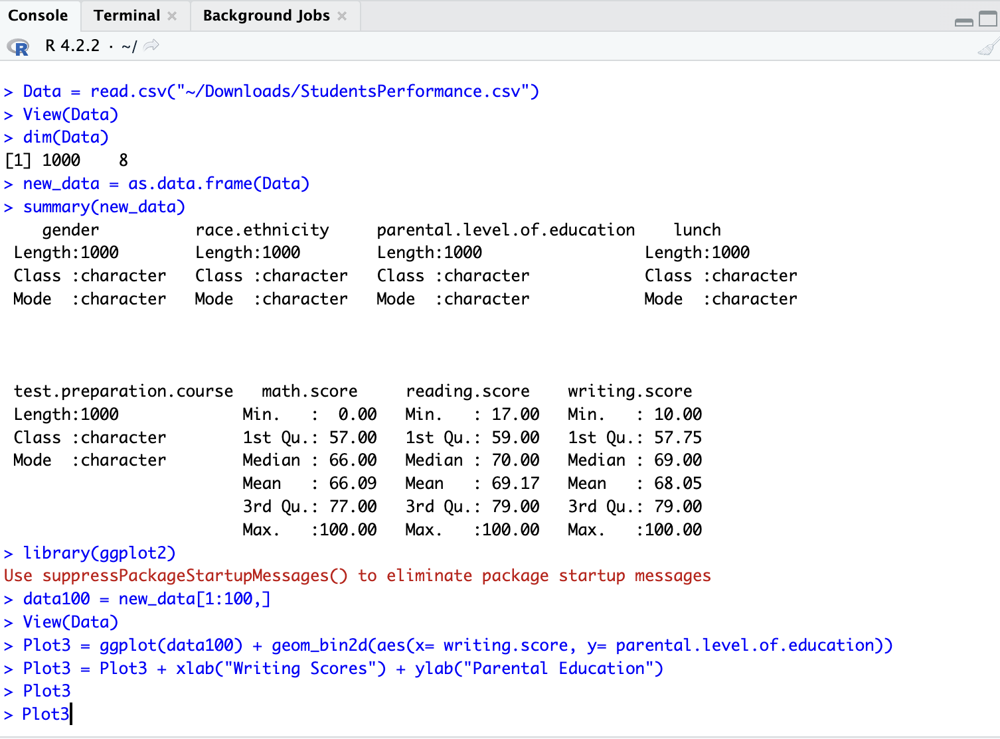 Console Terminal Background Jobs
R R 4.2.2 · ~/
> Data = read.csv("~/Downloads/StudentsPerformance.csv")
> View(Data)
> dim(Data)
[1] 1000    8
> new_data = as.data.frame(Data)
> summary(new_data)
    gender          race.ethnicity     parental.level.of.education    lunch
 Length:1000        Length:1000        Length:1000                 Length:1000
 Class :character   Class :character   Class :character            Class :character
 Mode  :character   Mode  :character   Mode  :character            Mode  :character
 test.preparation.course   math.score     reading.score    writing.score
 Length:1000             Min.   :  0.00   Min.   : 17.00   Min.   : 10.00
 Class :character        1st Qu.: 57.00   1st Qu.: 59.00   1st Qu.: 57.75
 Mode  :character        Median : 66.00   Median : 70.00   Median : 69.00
                         Mean   : 66.09   Mean   : 69.17   Mean   : 68.05
                         3rd Qu.: 77.00   3rd Qu.: 79.00   3rd Qu.: 79.00
                         Max.   :100.00   Max.   :100.00   Max.   :100.00
> library(ggplot2)
Use suppressPackageStartupMessages() to eliminate package startup messages
> data100 = new_data[1:100,]
> View(Data)
> Plot3 = ggplot(data100) + geom_bin2d(aes(x= writing.score, y= parental.level.of.education))
> Plot3 = Plot3 + xlab("Writing Scores") + ylab("Parental Education")
> Plot3
> Plot3